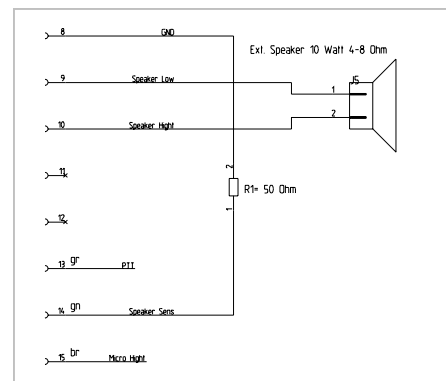 8 GND
Ext. Speaker 10 Watt 4-8 Ohm
9 Speaker Low
J5
1
10 Speaker Hight
2
11
2
12
R1= 50 Ohm
1
13 gr PTT
14 gn Speaker Sens
15 br Micro Hight